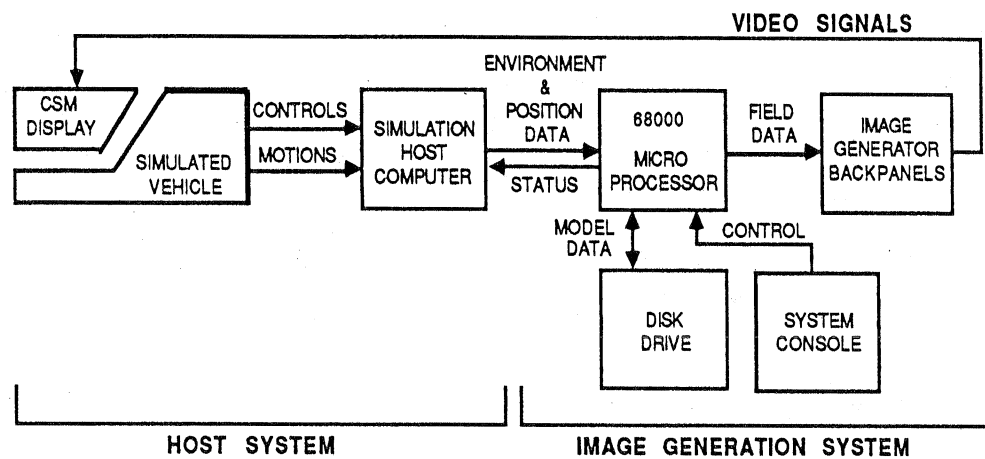 VIDEO SIGNALS
CSM
DISPLAY
SIMULATED
VEHICLE
CONTROLS
MOTIONS
SIMULATION
HOST
COMPUTER
ENVIRONMENT
&
POSITION
DATA
STATUS
68000
MICRO
PROCESSOR
FIELD
DATA
IMAGE
GENERATOR
BACKPANELS
MODEL
DATA
CONTROL
DISK
DRIVE
SYSTEM
CONSOLE
HOST SYSTEM
IMAGE GENERATION SYSTEM